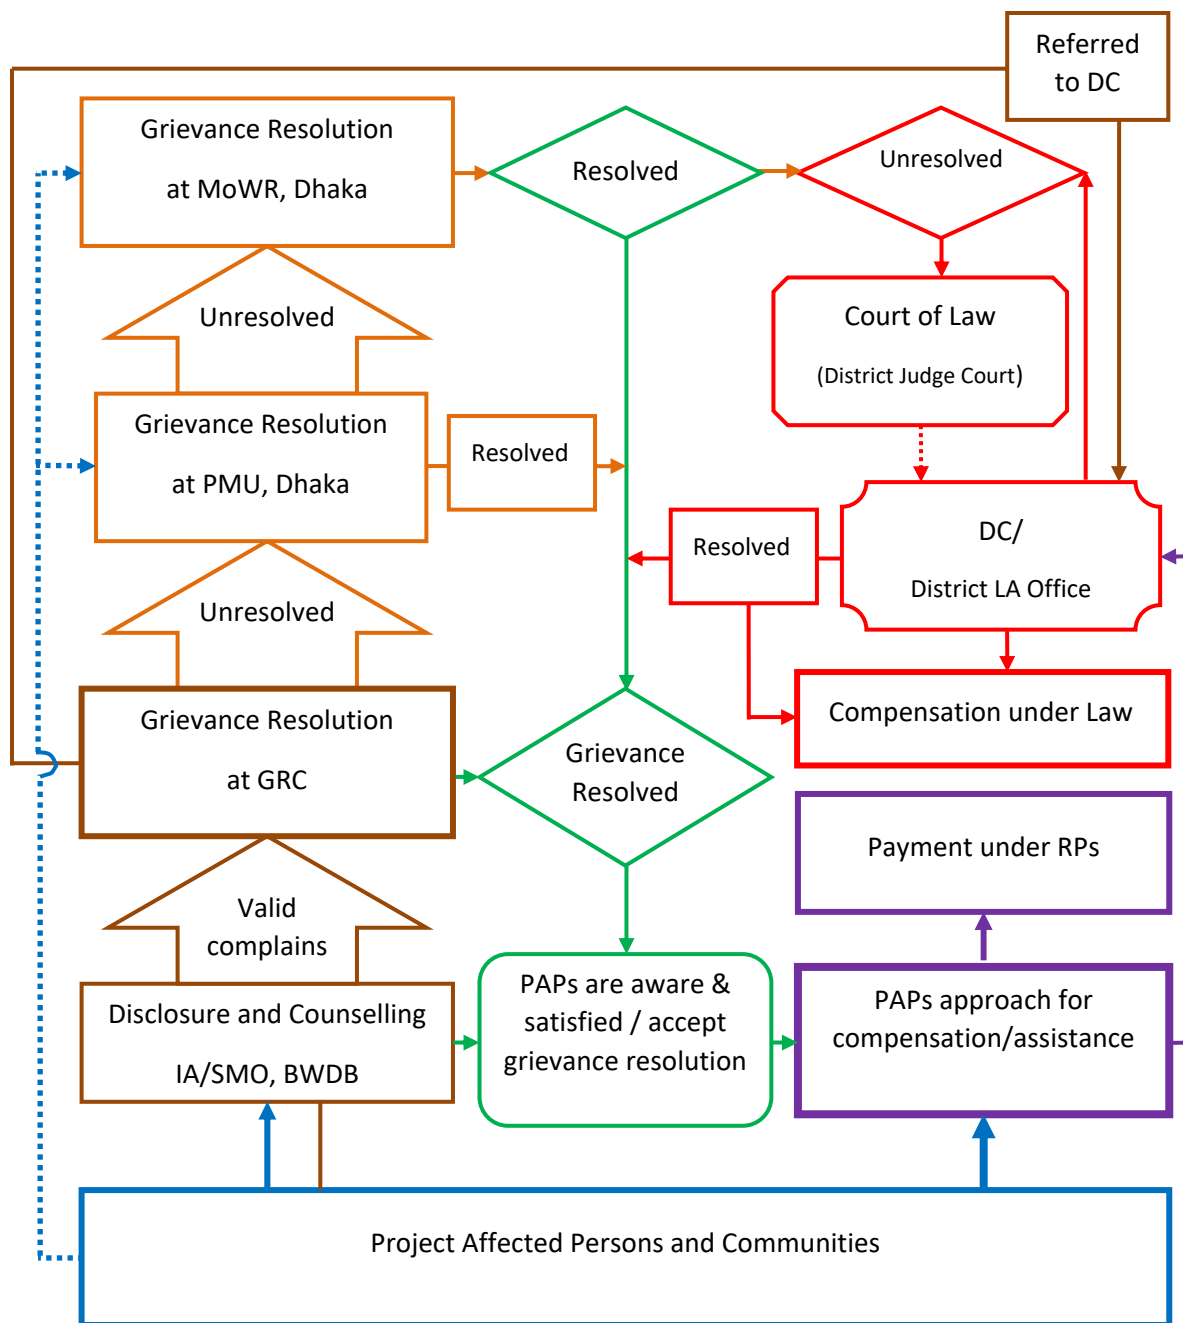 Referred
to DC
Grievance Resolution
at MoWR, Dhaka
Resolved
Unresolved
Unresolved
Court of Law
(District Judge Court)
Grievance Resolution
at PMU, Dhaka
Resolved
Resolved
DC/
District LA Office
Unresolved
Grievance Resolution
at GRC
Compensation under Law
Grievance
Resolved
Payment under RPs
Valid
complains
Disclosure and Counselling
IA/SMO, BWDB
PAPs are aware &
satisfied / accept
grievance resolution
PAPs approach for
compensation/assistance
Project Affected Persons and Communities